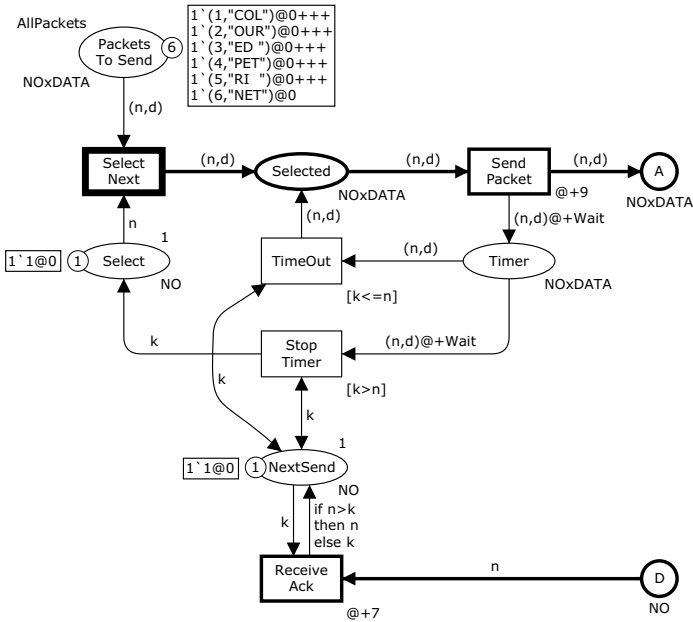 AllPackets
Packets
To Send
6
1`(1,"COL")@0+++
1`(2,"OUR")@0+++
1`(3,"ED ")@0+++
1`(4,"PET")@0+++
1`(5,"RI  ")@0+++
1`(6,"NET")@0
NOxDATA
(n,d)
Select
Next
(n,d)
Selected
NOxDATA
(n,d)
Send
Packet
@+9
(n,d)
A
NOxDATA
n
(n,d)
(n,d)@+Wait
1`1@0
1
Select
1
NO
TimeOut
[k<=n]
(n,d)
Timer
NOxDATA
k
Stop
Timer
[k>n]
(n,d)@+Wait
k
k
1`1@0
1
NextSend
1
NO
k
if n>k
then n
else k
Receive
Ack
@+7
n
D
NO